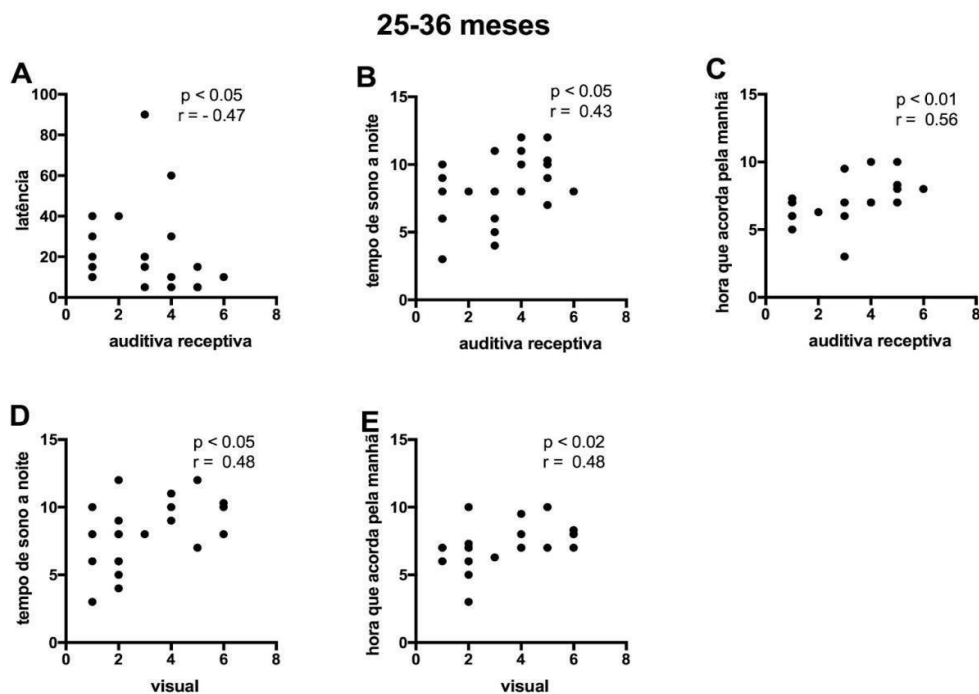 25-36 meses
A
p < 0.05
r = - 0.47
latência
100
80
60
40
20
0
0 2 4 6 8
auditiva receptiva
B
p < 0.05
r = 0.43
tempo de sono a noite
15
10
5
0
0 2 4 6 8
auditiva receptiva
C
p < 0.01
r = 0.56
hora que acorda pela manhã
15
10
5
0
0 2 4 6 8
auditiva receptiva
D
p < 0.05
r = 0.48
tempo de sono a noite
15
10
5
0
0 2 4 6 8
visual
E
p < 0.02
r = 0.48
hora que acorda pela manhã
15
10
5
0
0 2 4 6 8
visual